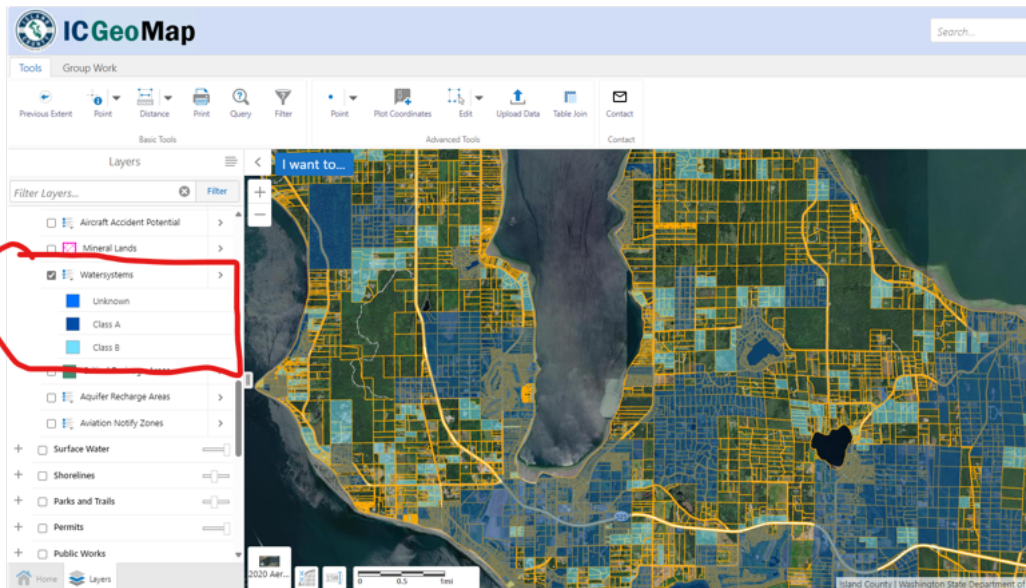 ICGeoMap
Search...
Tools Group Work
Previous Extent Point Distance Print Query Filter Point Plot Coordinates Edit Upload Data Table Join Contact
Basic Tools Advanced Tools Contact
Layers
I want to...
Filter Layers... Filter
Aircraft Accident Potential
Mineral Lands
Watersystems
Unknown
Class A
Class B
Aquifer Recharge Areas
Aviation Notify Zones
Surface Water
Shorelines
Parks and Trails
Permits
Public Works
Home Layers
2020 Aer...
0 0.5 1mi
Island County | Washington State Department of